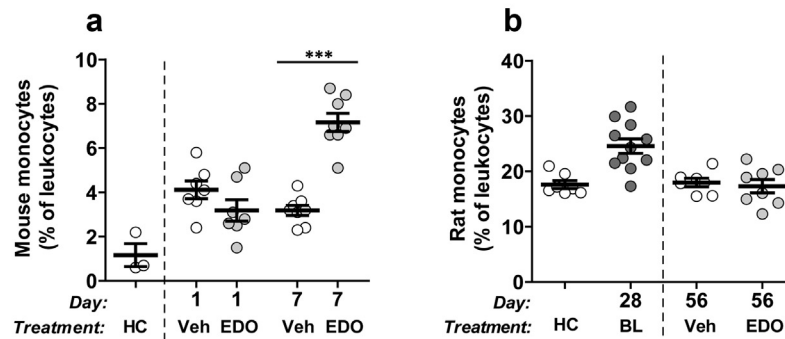 a
Mouse monocytes
(% of leukocytes)
10
8
6
4
2
0
***
Day: 1 1 7 7
Treatment: HC Veh EDO Veh EDO
b
Rat monocytes
(% of leukocytes)
40
30
20
10
0
Day: 28 56 56
Treatment: HC BL Veh EDO